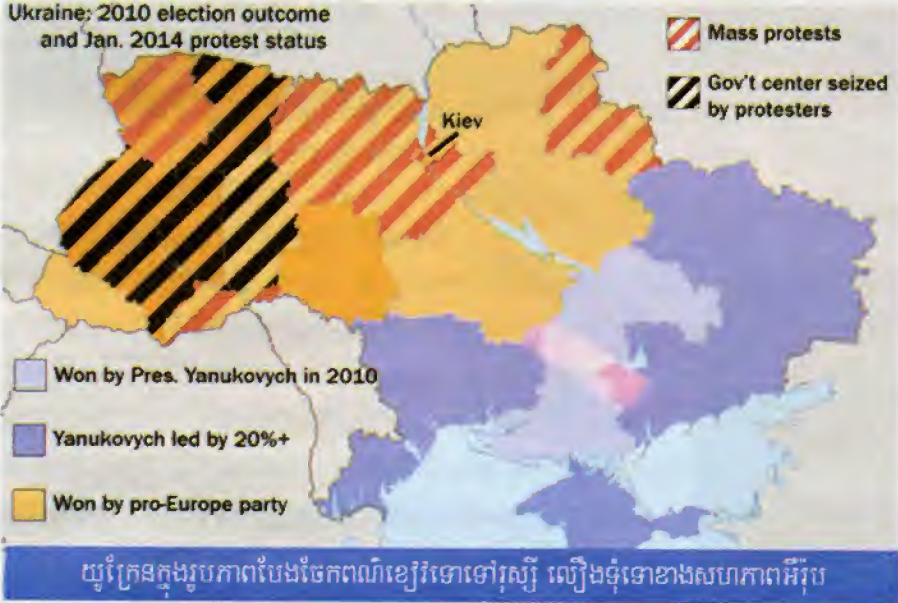 Ukraine: 2010 election outcome
and Jan. 2014 protest status
Mass protests
Gov't center seized
by protesters
Kiev
Won by Pres. Yanukovych in 2010
Yanukovych led by 20%+
Won by pro-Europe party
យូក្រែនក្នុងរូបភាពបែងចែកពណ៌ខៀវទោទៅរុស្សី លឿងទុំទោខាងសហភាពអឺរ៉ុប